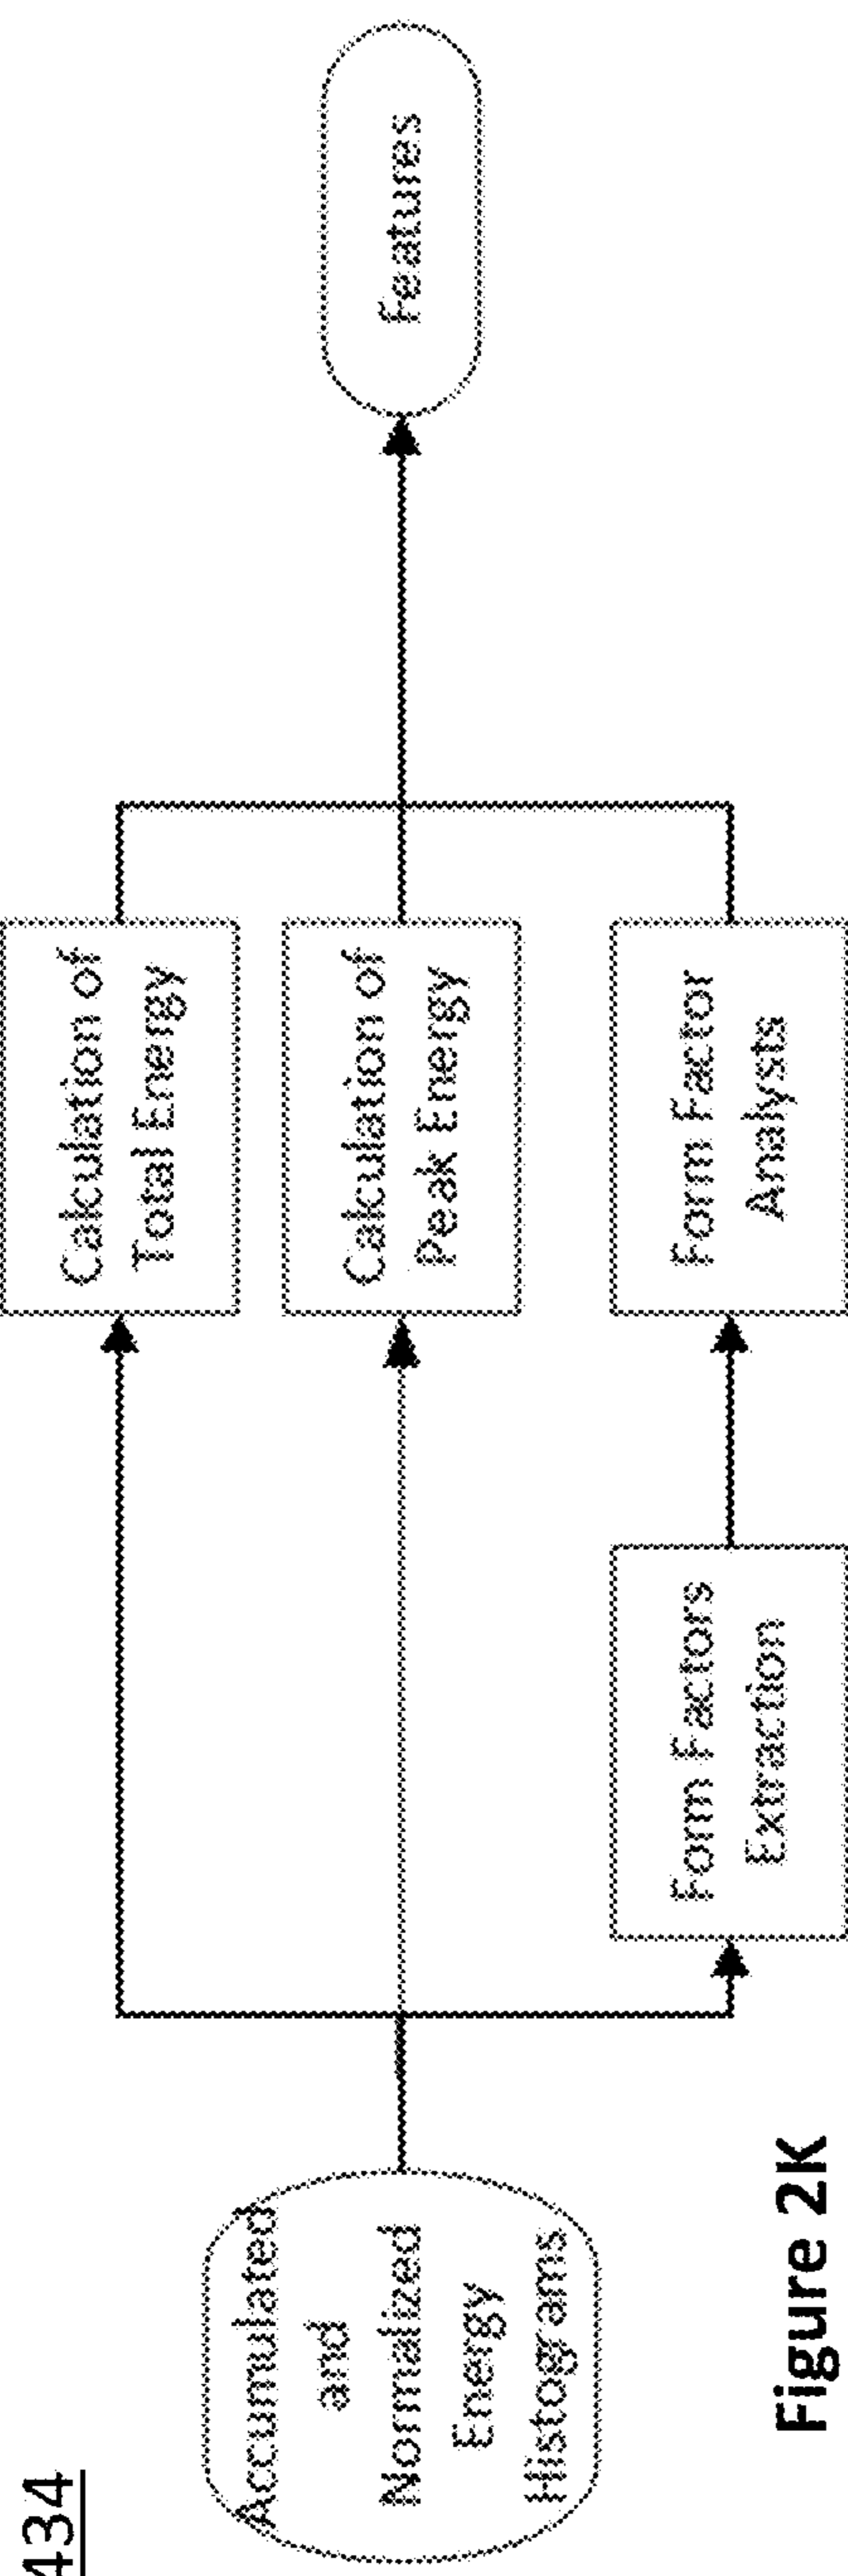 434
Accumulated
and
Normalized
Energy
Histograms
Calculation of
Total Energy
Calculation of
Peak Energy
Form Factors
Extraction
Form Factor
Analysts
Features
Figure 2K